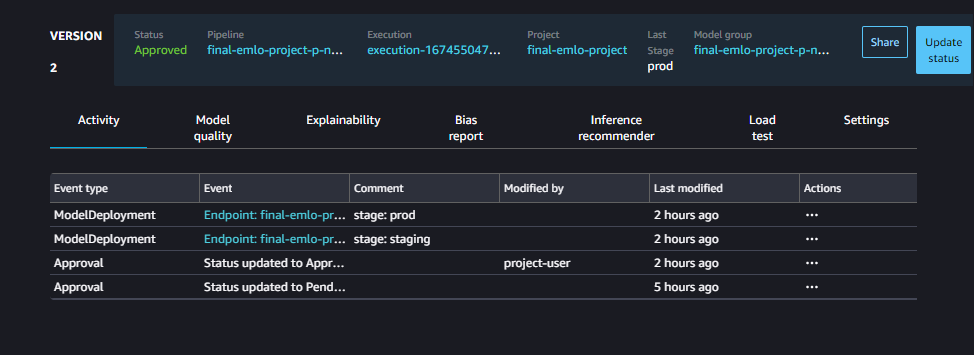 VERSION
2
Status
Approved
Pipeline
final-emlo-project-p-n...
Execution
execution-167455047...
Project
final-emlo-project
Last
Stage
prod
Model group
final-emlo-project-p-n...
Share
Update
status
Activity
Model
quality
Explainability
Bias
report
Inference
recommender
Load
test
Settings
Event type Event Comment Modified by Last modified Actions
ModelDeployment Endpoint: final-emlo-pr... stage: prod 2 hours ago ...
ModelDeployment Endpoint: final-emlo-pr... stage: staging 2 hours ago ...
Approval Status updated to Appr... project-user 2 hours ago ...
Approval Status updated to Pend... 5 hours ago ...